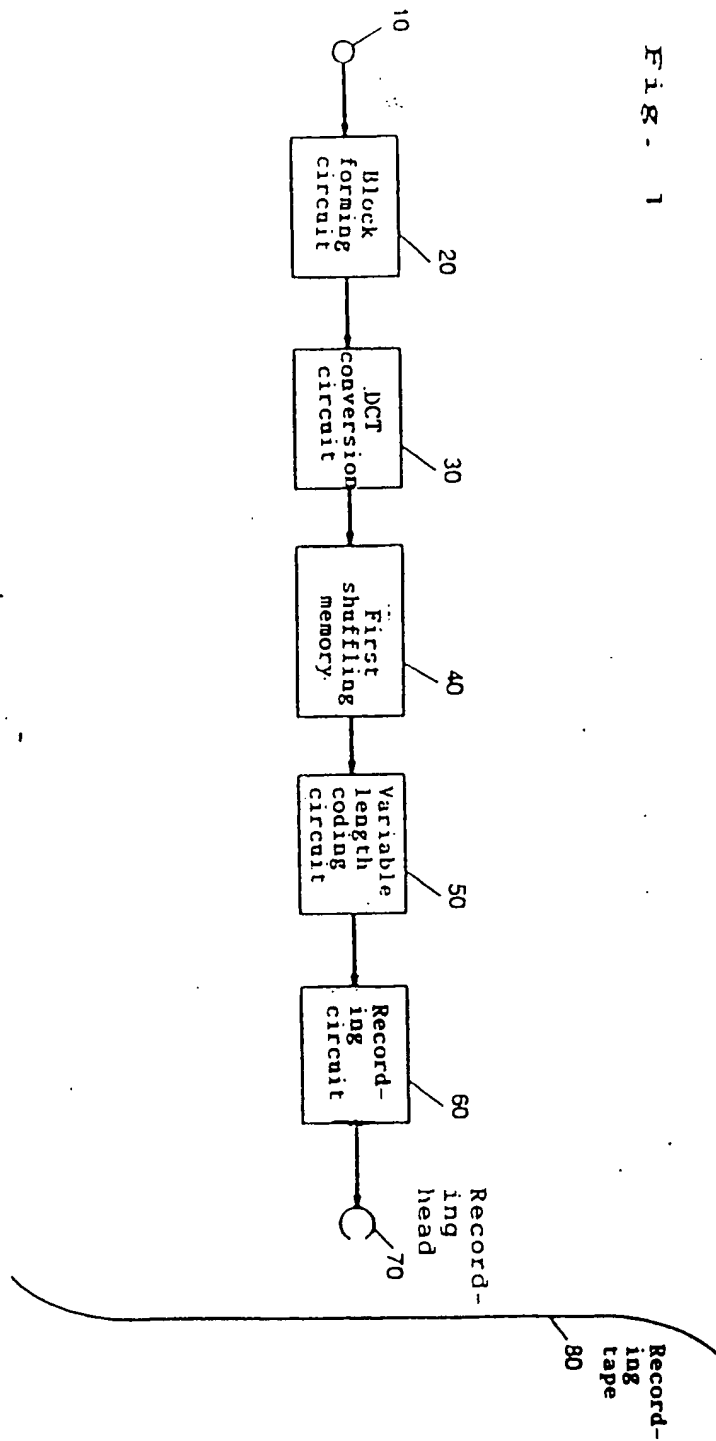 Fig. 1
10
Block
forming
circuit
20
DCT
conversion
circuit
30
First
shuffling
memory
40
Variable
length
coding
circuit
50
Record-
ing
circuit
60
Record-
ing
head
70
Record-
ing
tape
80